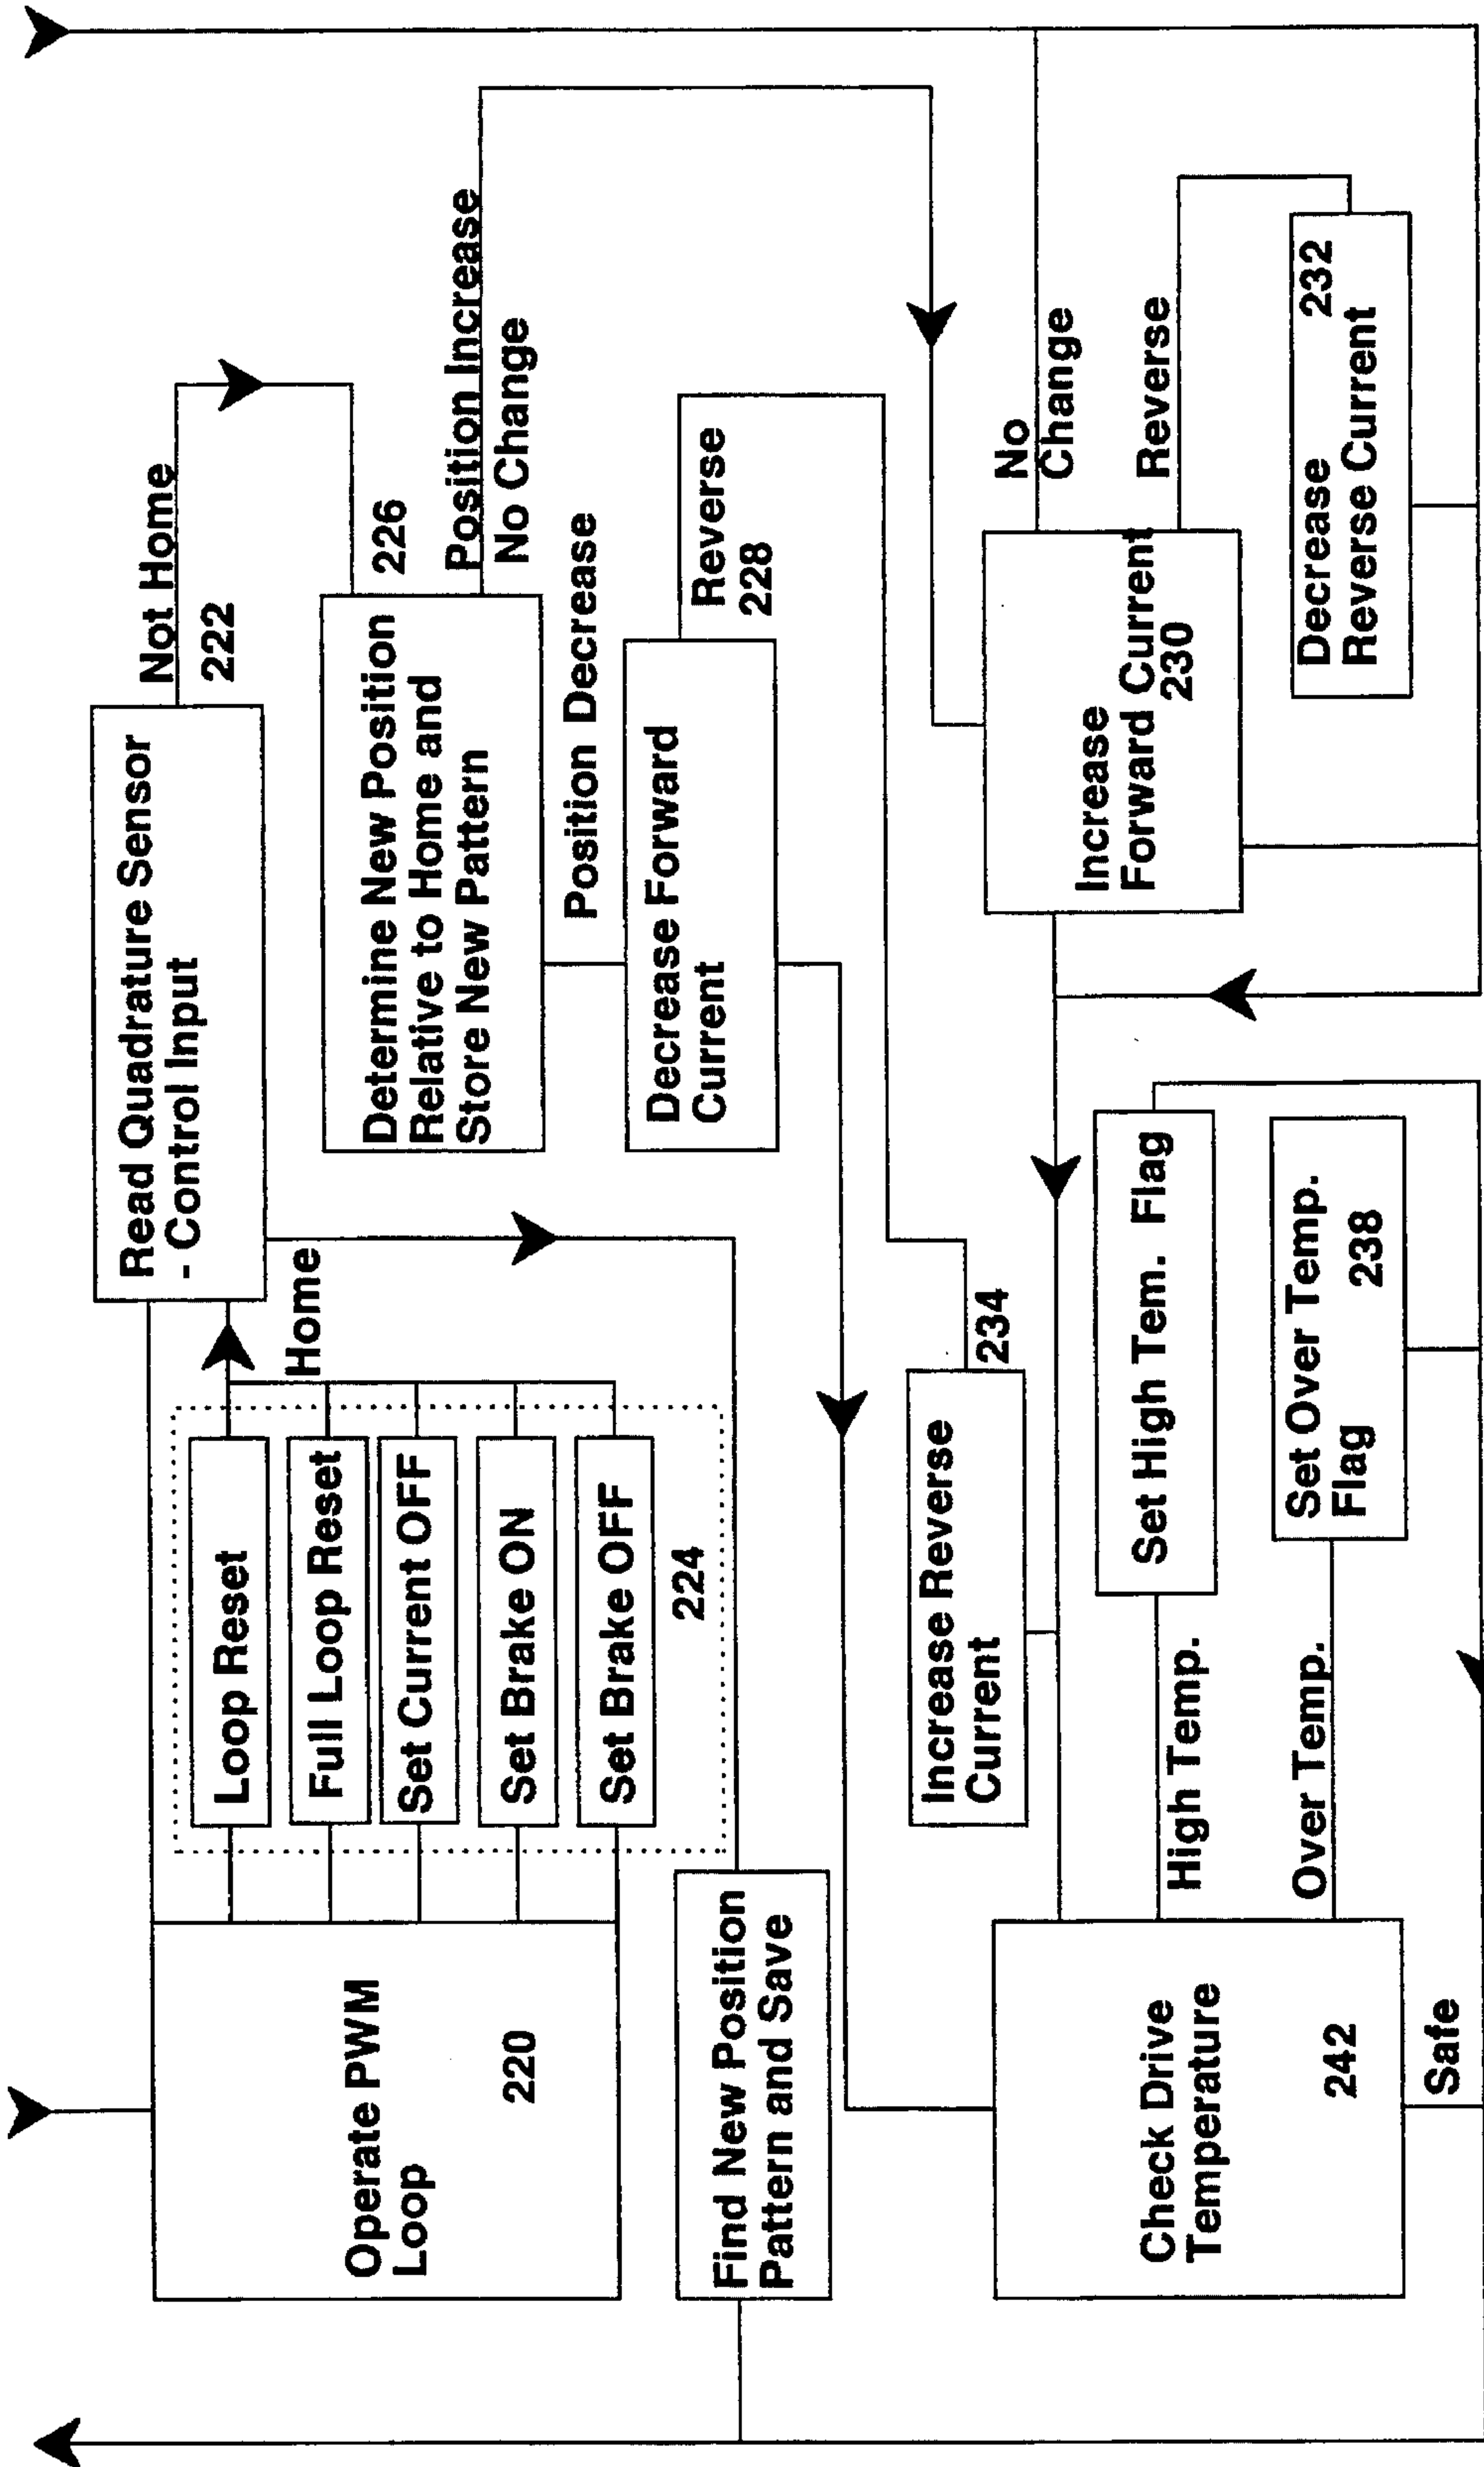 Operate PWM
Loop
220
Loop Reset
Full Loop Reset
Set Current OFF
Set Brake ON
Set Brake OFF
224
Home
Read Quadrature Sensor
- Control Input
222
Not Home
Find New Position
Pattern and Save
Determine New Position
Relative to Home and
Store New Pattern
226
Position Increase
No Change
Position Decrease
Decrease Forward
Current
Reverse
228
Increase Reverse
Current
234
Increase
Forward Current
230
No
Change
Reverse
Decrease
232
Reverse Current
Check Drive
Temperature
242
Safe
High Temp.
Set High Tem. Flag
Over Temp.
Set Over Temp.
Flag
238